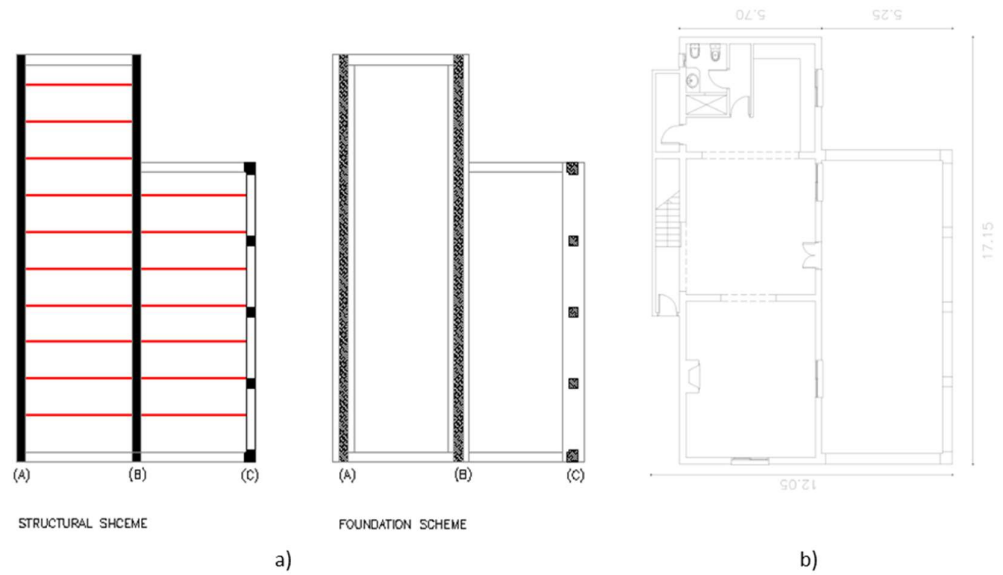 5.70 5.25
17.15
(A) (B) (C) (A) (B) (C)
12.05
STRUCTURAL SHCEME FOUNDATION SCHEME
a) b)